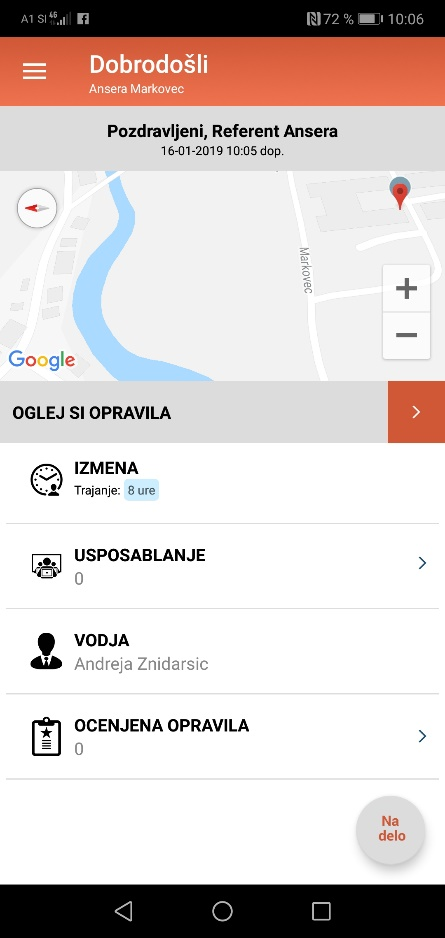 A1 SI 4G 72 % 10:06
Dobrodošli
Ansera Markovec
Pozdravljeni, Referent Ansera
16-01-2019 10:05 dop.
Markovec
+
−
Google
OGLEJ SI OPRAVILA
IZMENA
Trajanje: 8 ure
USPOSABLJANJE
0
VODJA
Andreja Znidarsic
OCENJENA OPRAVILA
0
Na
delo